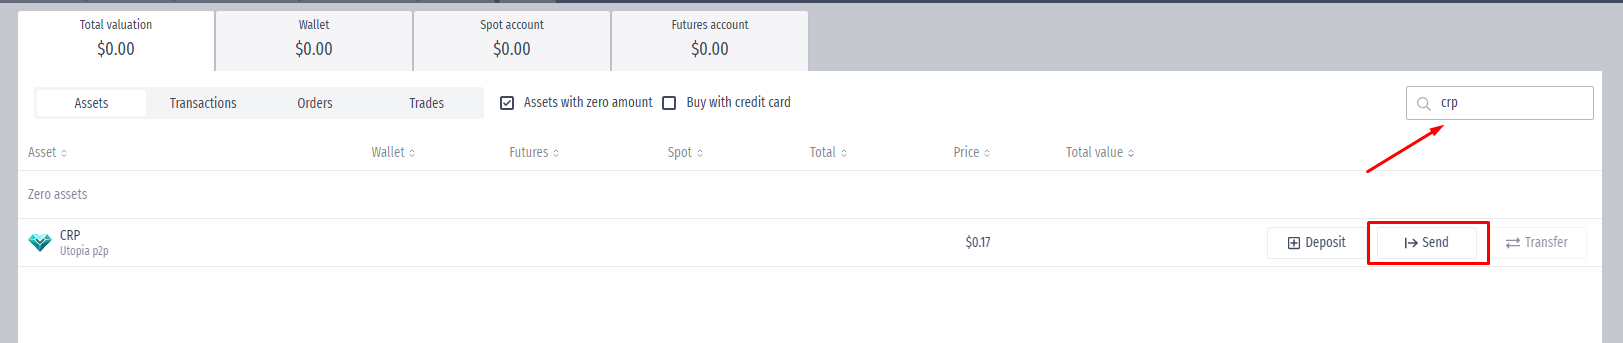 Total valuation Wallet Spot account Futures account
$0.00 $0.00 $0.00 $0.00
Assets Transactions Orders Trades Assets with zero amount Buy with credit card crp
Asset Wallet Futures Spot Total Price Total value
Zero assets
CRP
Utopia p2p
$0.17 Deposit Send Transfer